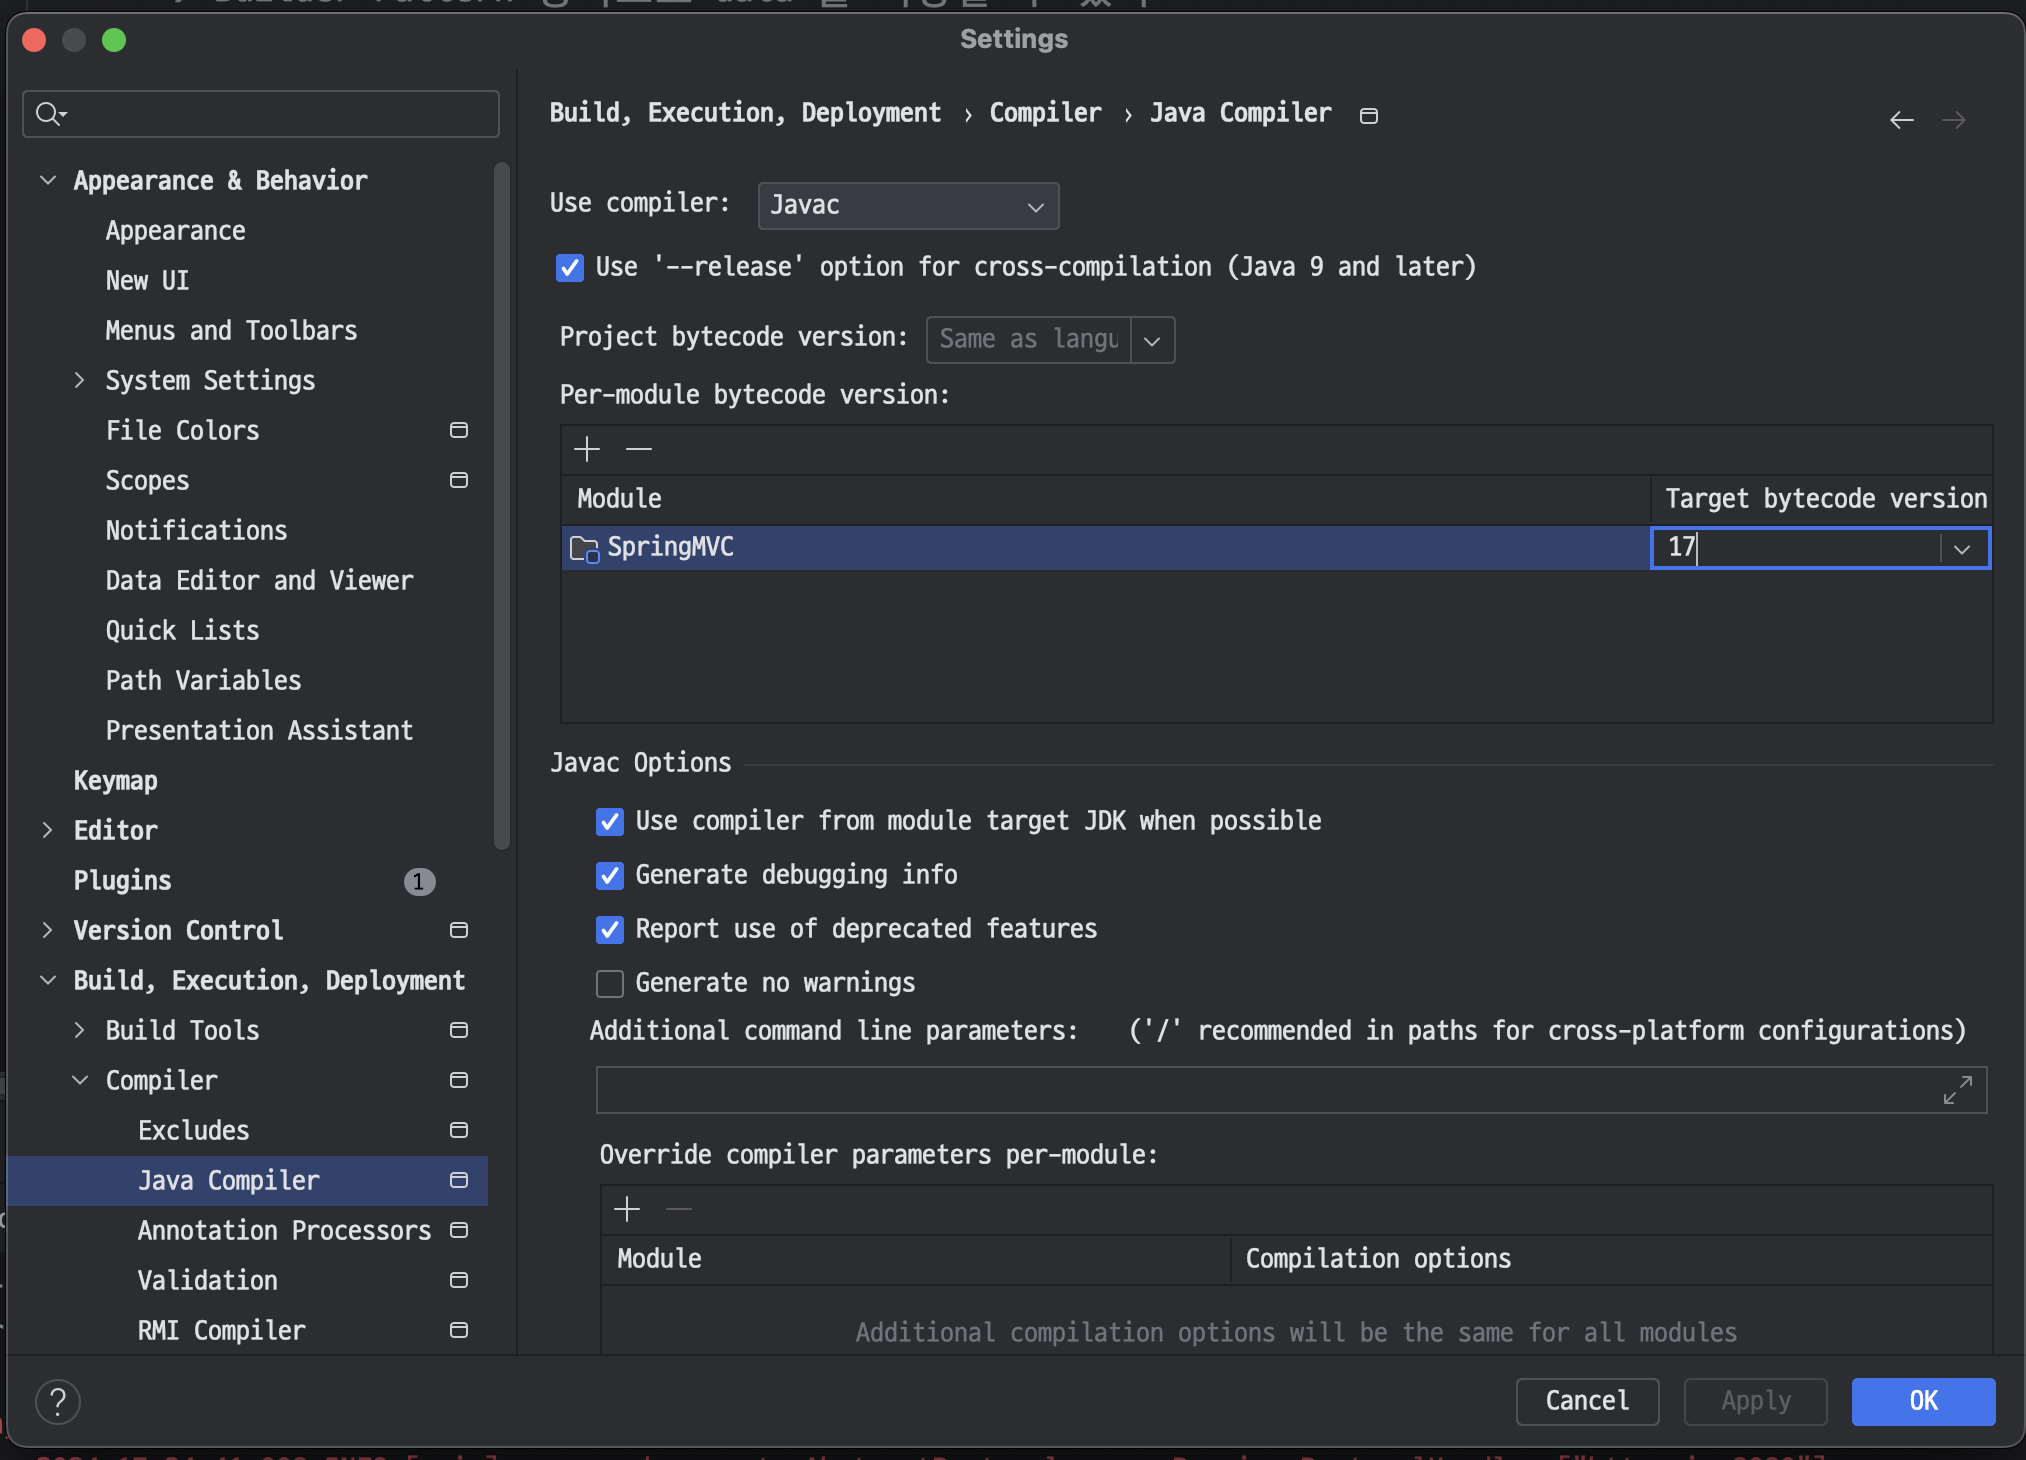 Settings
Build, Execution, Deployment › Compiler › Java Compiler
Appearance & Behavior
Appearance
New UI
Menus and Toolbars
System Settings
File Colors
Scopes
Notifications
Data Editor and Viewer
Quick Lists
Path Variables
Presentation Assistant
Keymap
Editor
Plugins 1
Version Control
Build, Execution, Deployment
Build Tools
Compiler
Excludes
Java Compiler
Annotation Processors
Validation
RMI Compiler
Use compiler: Javac
Use '--release' option for cross-compilation (Java 9 and later)
Project bytecode version: Same as langu
Per-module bytecode version:
Module Target bytecode version
SpringMVC 17
Javac Options
Use compiler from module target JDK when possible
Generate debugging info
Report use of deprecated features
Generate no warnings
Additional command line parameters: ('/' recommended in paths for cross-platform configurations)
Override compiler parameters per-module:
Module Compilation options
Additional compilation options will be the same for all modules
? Cancel Apply OK